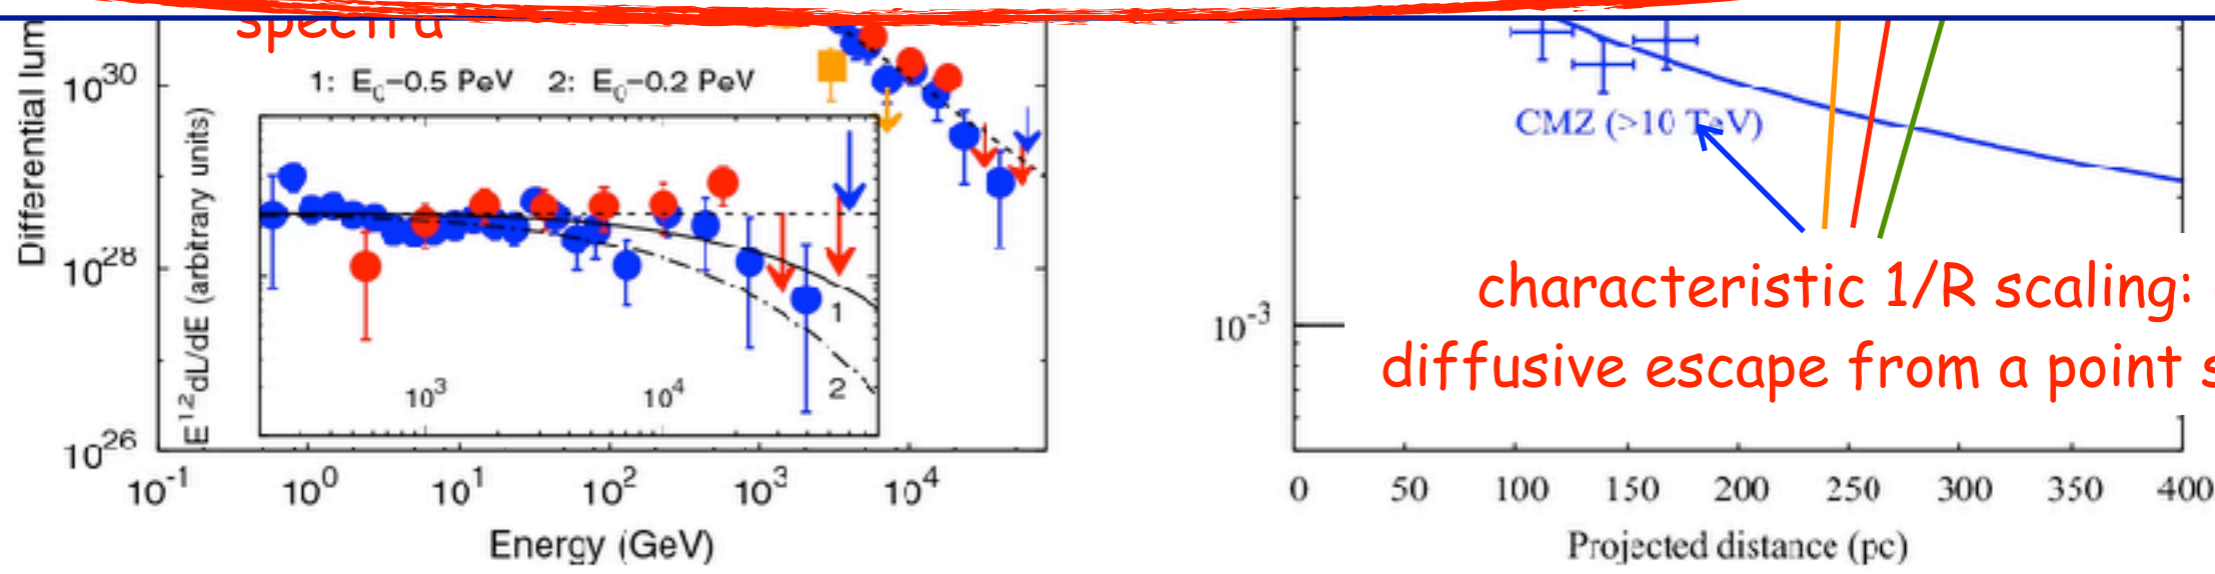 spectra
Differential lum
10^30
10^28
10^26
1: E_0-0.5 PeV 2: E_0-0.2 PeV
E^1.2 dL/dE (arbitrary units)
1
2
10^3 10^4
10^-1 10^0 10^1 10^2 10^3 10^4
Energy (GeV)
CMZ (>10 TeV)
characteristic 1/R scaling:
diffusive escape from a point s
10^-3
0 50 100 150 200 250 300 350 400
Projected distance (pc)